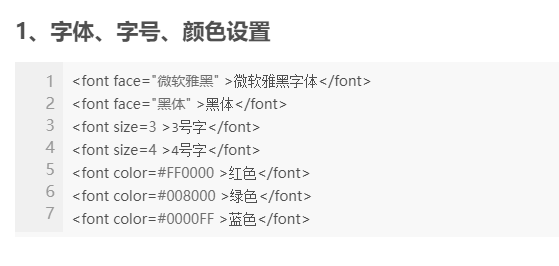 1、字体、字号、颜色设置
1 <font face="微软雅黑" >微软雅黑字体</font>
2 <font face="黑体" >黑体</font>
3 <font size=3 >3号字</font>
4 <font size=4 >4号字</font>
5 <font color=#FF0000 >红色</font>
6 <font color=#008000 >绿色</font>
7 <font color=#0000FF >蓝色</font>